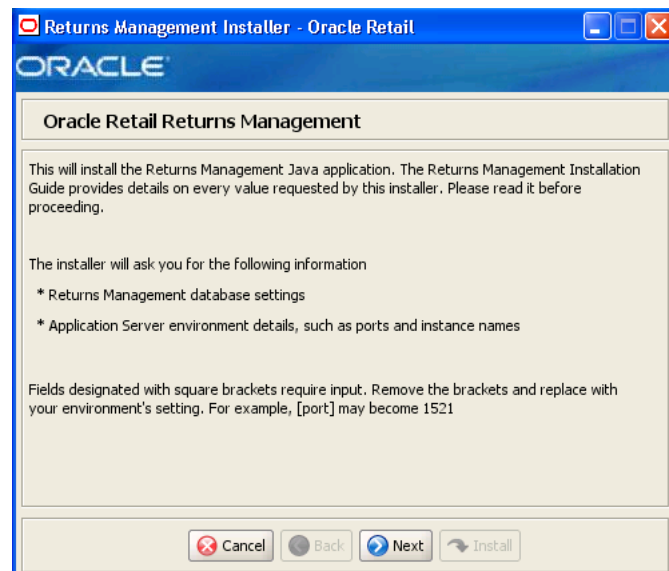 Returns Management Installer - Oracle Retail
ORACLE
Oracle Retail Returns Management
This will install the Returns Management Java application. The Returns Management Installation
Guide provides details on every value requested by this installer. Please read it before
proceeding.
The installer will ask you for the following information
* Returns Management database settings
* Application Server environment details, such as ports and instance names
Fields designated with square brackets require input. Remove the brackets and replace with
your environment's setting. For example, [port] may become 1521
Cancel Back Next Install